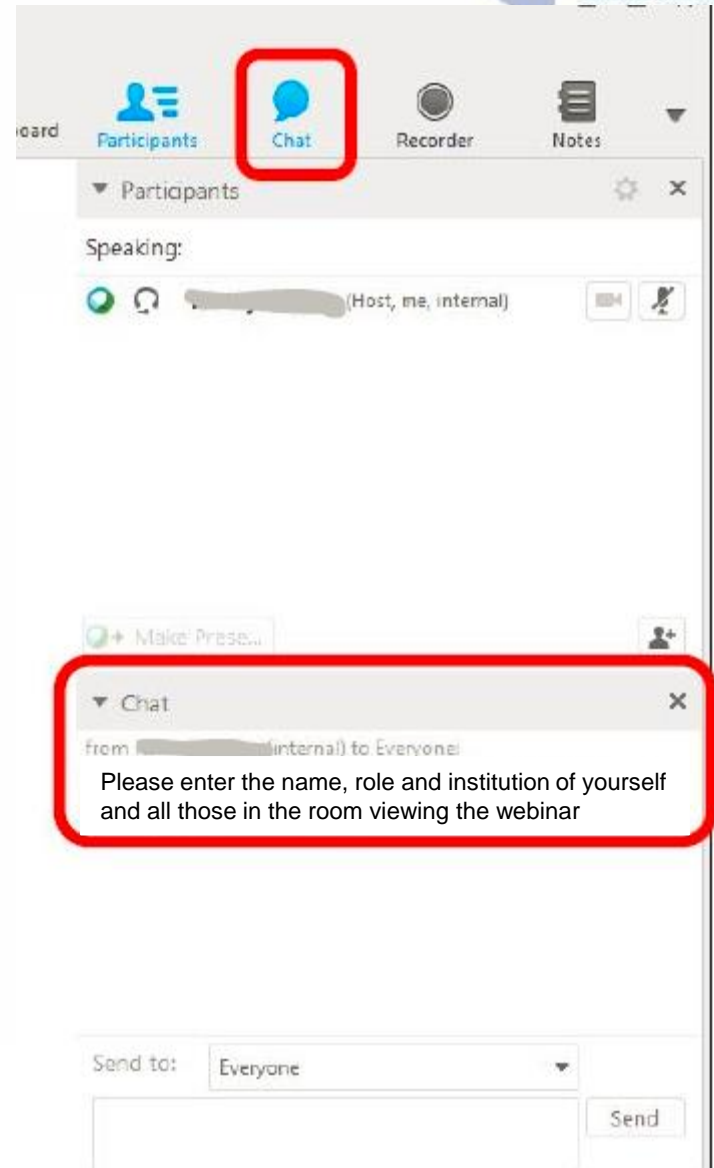 oard
Participants
Chat
Recorder
Notes
Participants
Speaking:
(Host, me, internal)
Make Prese...
Chat
from (internal) to Everyone:
Please enter the name, role and institution of yourself
and all those in the room viewing the webinar
Send to: Everyone
Send